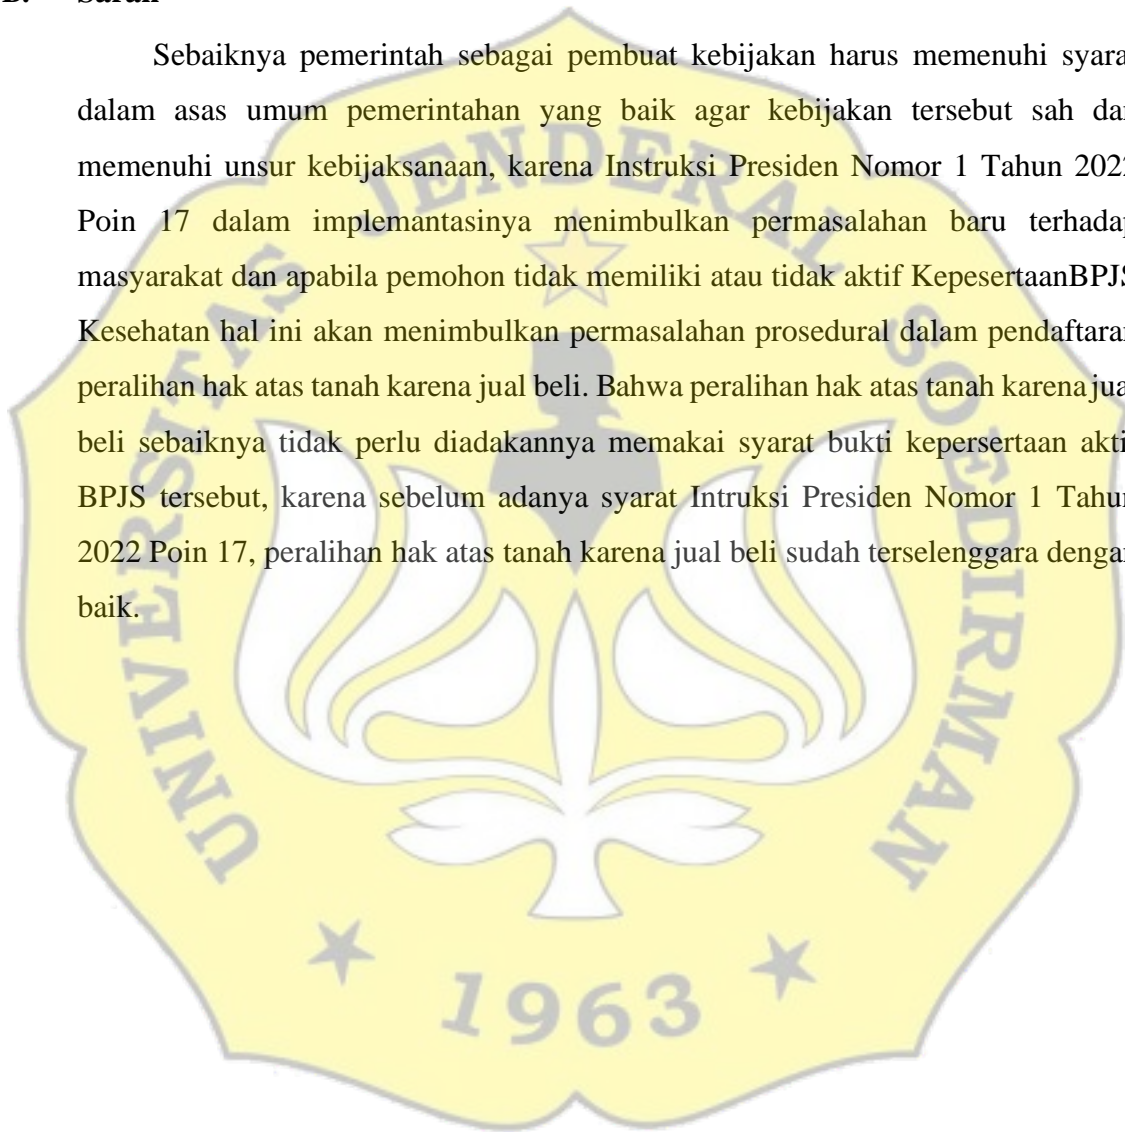 B. Saran
Sebaiknya pemerintah sebagai pembuat kebijakan harus memenuhi syara
dalam asas umum pemerintahan yang baik agar kebijakan tersebut sah da
memenuhi unsur kebijaksanaan, karena Instruksi Presiden Nomor 1 Tahun 2022
Poin 17 dalam implemantasinya menimbulkan permasalahan baru terhada
masyarakat dan apabila pemohon tidak memiliki atau tidak aktif KepesertaanBPJS
Kesehatan hal ini akan menimbulkan permasalahan prosedural dalam pendaftara
peralihan hak atas tanah karena jual beli. Bahwa peralihan hak atas tanah karena jua
beli sebaiknya tidak perlu diadakannya memakai syarat bukti kepersertaan akti
BPJS tersebut, karena sebelum adanya syarat Intruksi Presiden Nomor 1 Tahun
2022 Poin 17, peralihan hak atas tanah karena jual beli sudah terselenggara denga
baik.
UNIVERSITAS JENDERAL SOEDIRMAN
1963